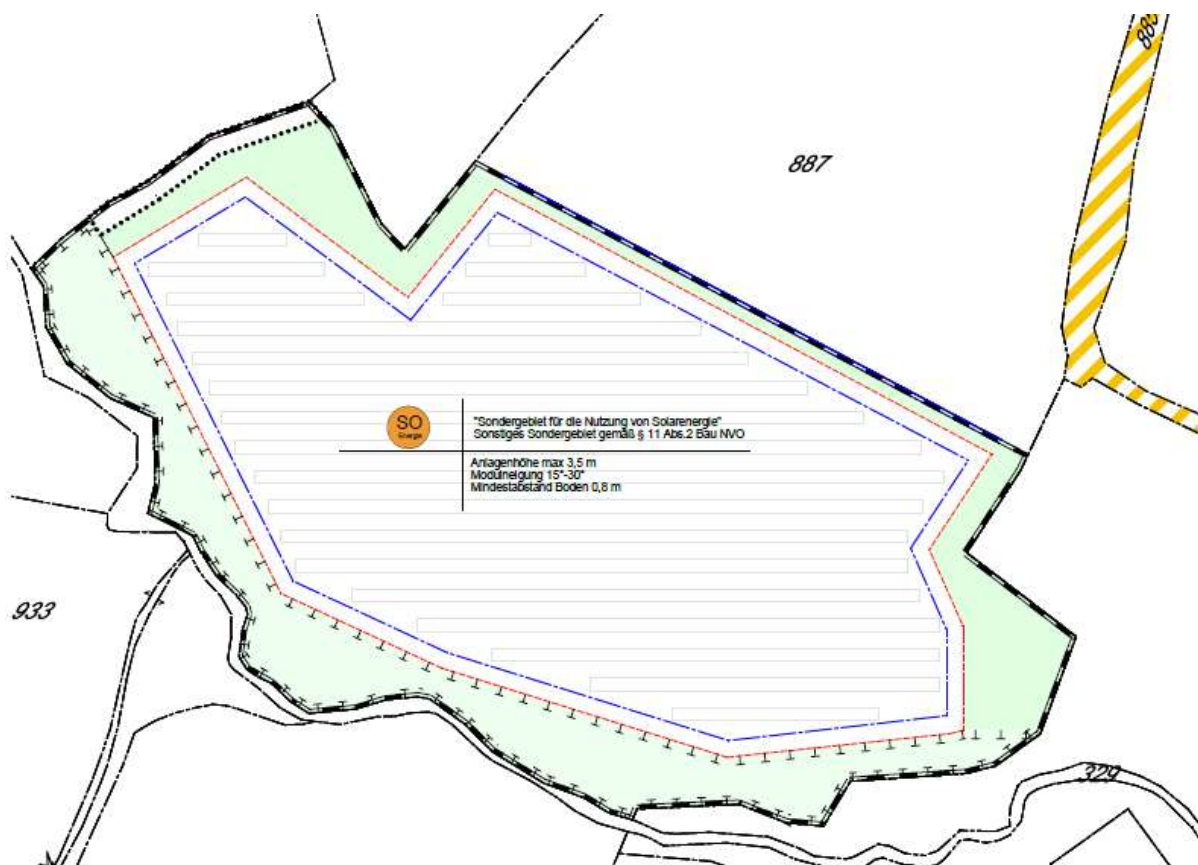 885
887
SO
Energie
"Sondergebiet für die Nutzung von Solarenergie"
Sonstiges Sondergebiet gemäß § 11 Abs.2 Bau NVO
Anlagenhöhe max 3,5 m
Modulneigung 15°-30°
Mindestabstand Boden 0,8 m
933
329